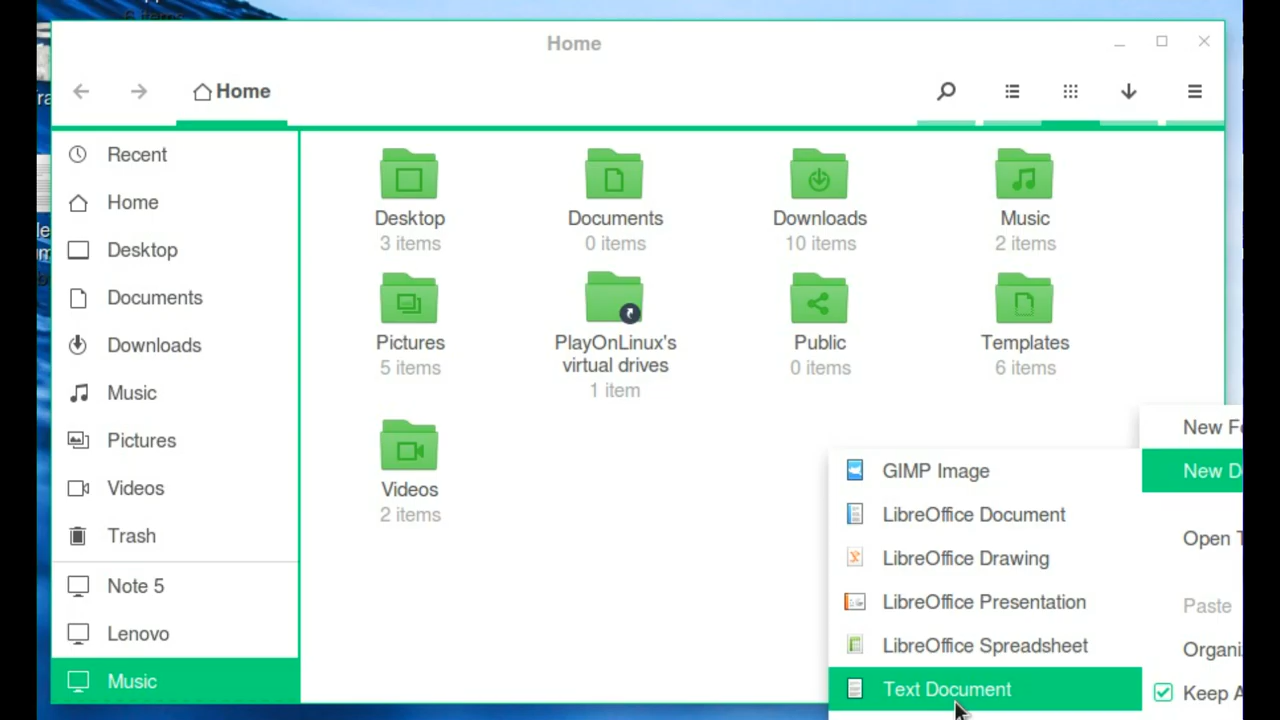 6 items
Home
Home
Recent
Home
Desktop
Documents
Downloads
Music
Pictures
Videos
Trash
Note 5
Lenovo
Music
Desktop
3 items
Documents
0 items
Downloads
10 items
Music
2 items
Pictures
5 items
PlayOnLinux's
virtual drives
1 item
Public
0 items
Templates
6 items
Videos
2 items
GIMP Image
LibreOffice Document
LibreOffice Drawing
LibreOffice Presentation
LibreOffice Spreadsheet
Text Document
New F
New D
Open T
Paste
Organi
Keep A